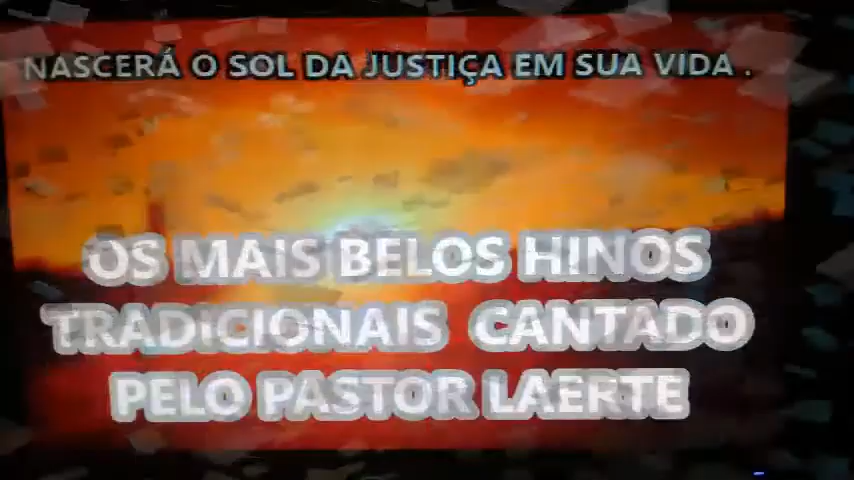 NASCERÁ O SOL DA JUSTIÇA EM SUA VIDA .
OS MAIS BELOS HINOS
TRADICIONAIS CANTADO
PELO PASTOR LAERTE